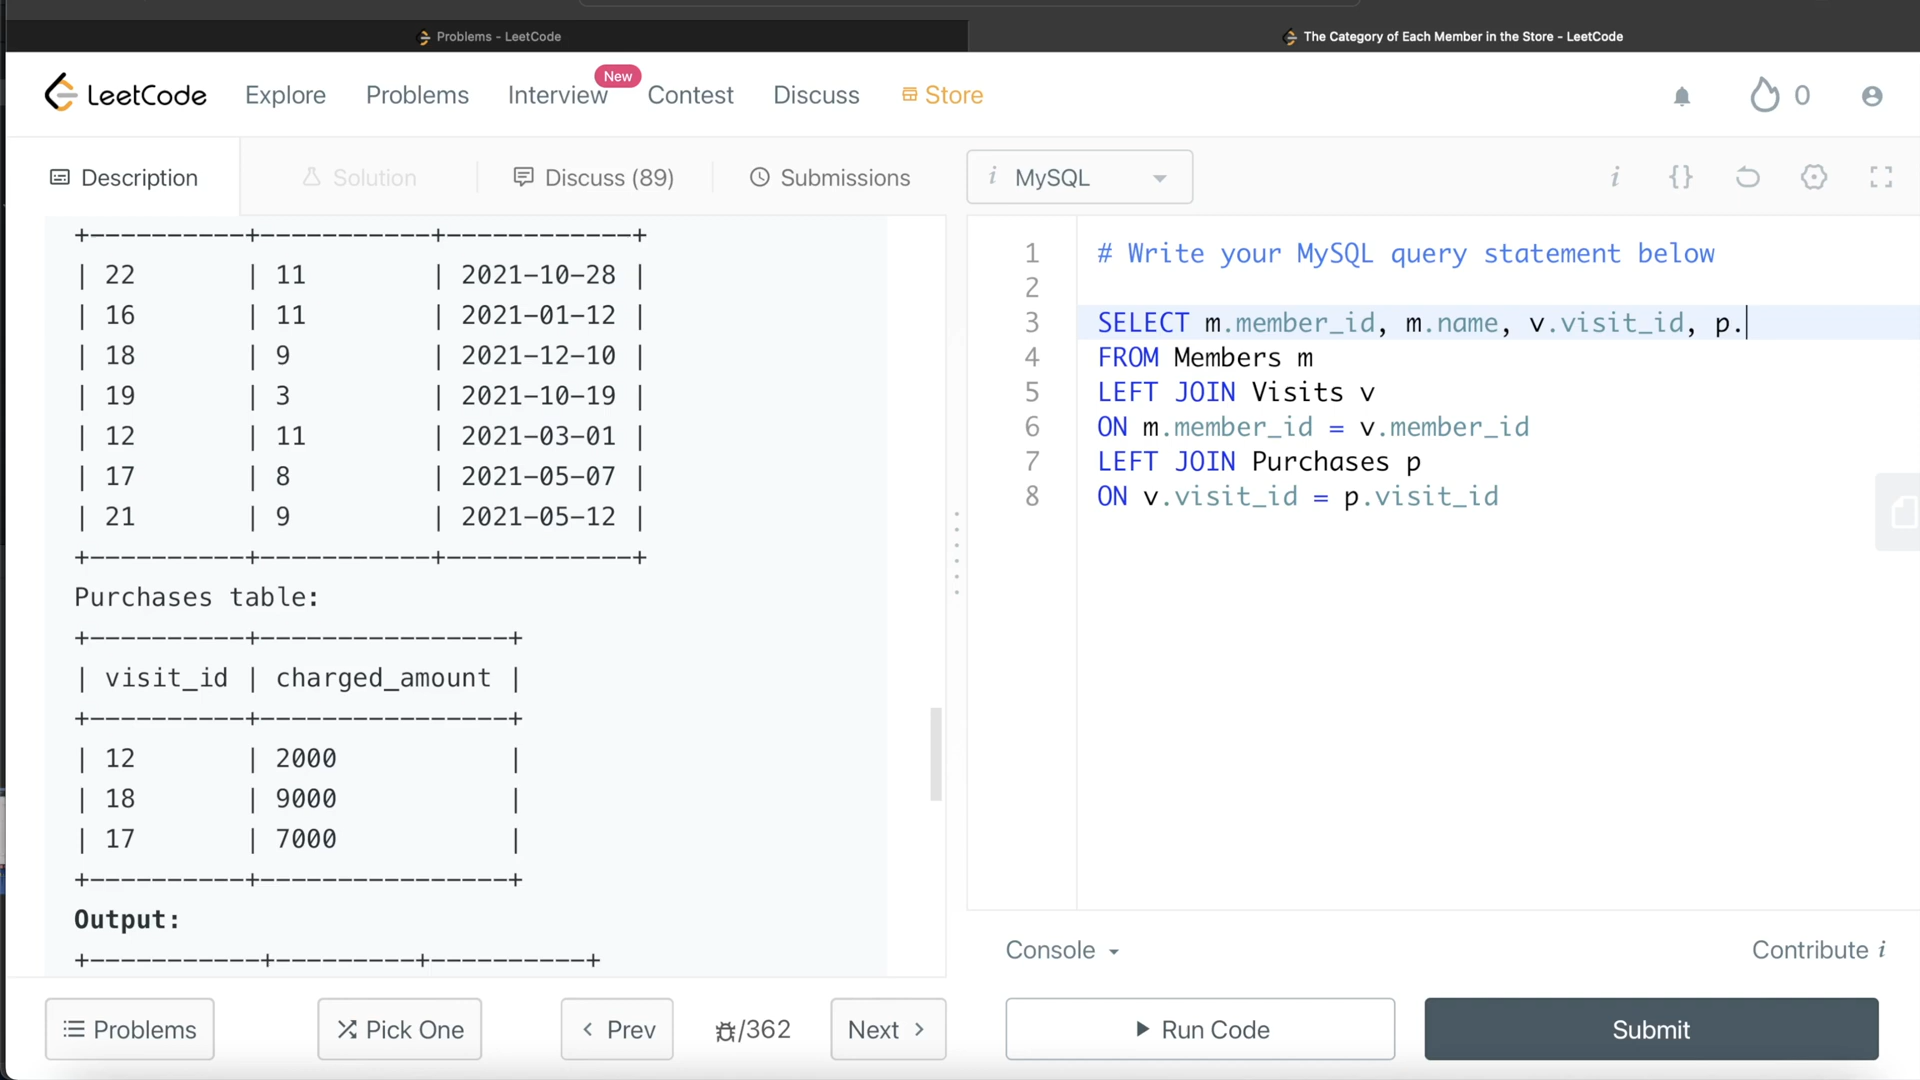 Problems - LeetCode
The Category of Each Member in the Store - LeetCode
LeetCode Explore Problems Interview New Contest Discuss Store 0
Description Solution Discuss (89) Submissions
i MySQL i {}
+----------+-----------+------------+
| 22 | 11 | 2021-10-28 |
| 16 | 11 | 2021-01-12 |
| 18 | 9 | 2021-12-10 |
| 19 | 3 | 2021-10-19 |
| 12 | 11 | 2021-03-01 |
| 17 | 8 | 2021-05-07 |
| 21 | 9 | 2021-05-12 |
+----------+-----------+------------+
Purchases table:
+----------+----------------+
| visit_id | charged_amount |
+----------+----------------+
| 12 | 2000 |
| 18 | 9000 |
| 17 | 7000 |
+----------+----------------+
Output:
+-----------+---------+----------+
1 # Write your MySQL query statement below
2
3 SELECT m.member_id, m.name, v.visit_id, p.
4 FROM Members m
5 LEFT JOIN Visits v
6 ON m.member_id = v.member_id
7 LEFT JOIN Purchases p
8 ON v.visit_id = p.visit_id
Console Contribute i
Problems Pick One < Prev /362 Next > Run Code Submit